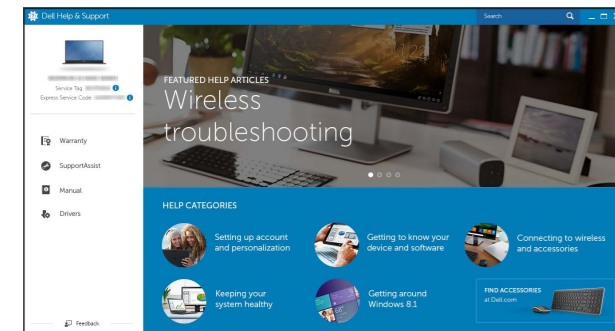 Dell Help & Support
Search
Service Tag
Express Service Code
Warranty
SupportAssist
Manual
Drivers
Feedback
FEATURED HELP ARTICLES
Wireless
troubleshooting
HELP CATEGORIES
Setting up account
and personalization
Getting to know your
device and software
Connecting to wireless
and accessories
Keeping your
system healthy
Getting around
Windows 8.1
FIND ACCESSORIES
at Dell.com